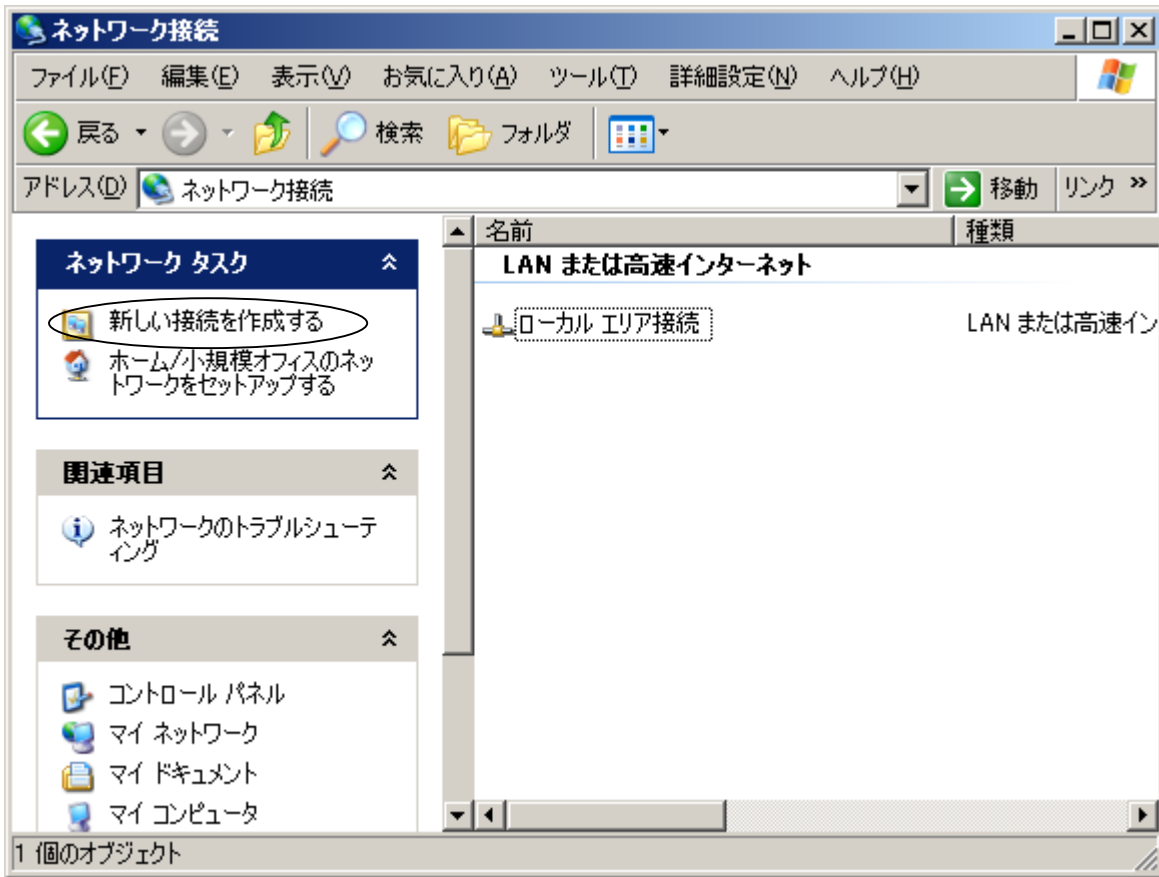 ネットワーク接続
ファイル(F) 編集(E) 表示(V) お気に入り(A) ツール(T) 詳細設定(N) ヘルプ(H)
戻る 検索 フォルダ
アドレス(D) ネットワーク接続 移動 リンク »
名前 種類
ネットワーク タスク
新しい接続を作成する
ホーム/小規模オフィスのネッ
トワークをセットアップする
関連項目
ネットワークのトラブルシューテ
ィング
その他
コントロール パネル
マイ ネットワーク
マイ ドキュメント
マイ コンピュータ
LAN または高速インターネット
ローカル エリア接続 LAN または高速イン
1 個のオブジェクト